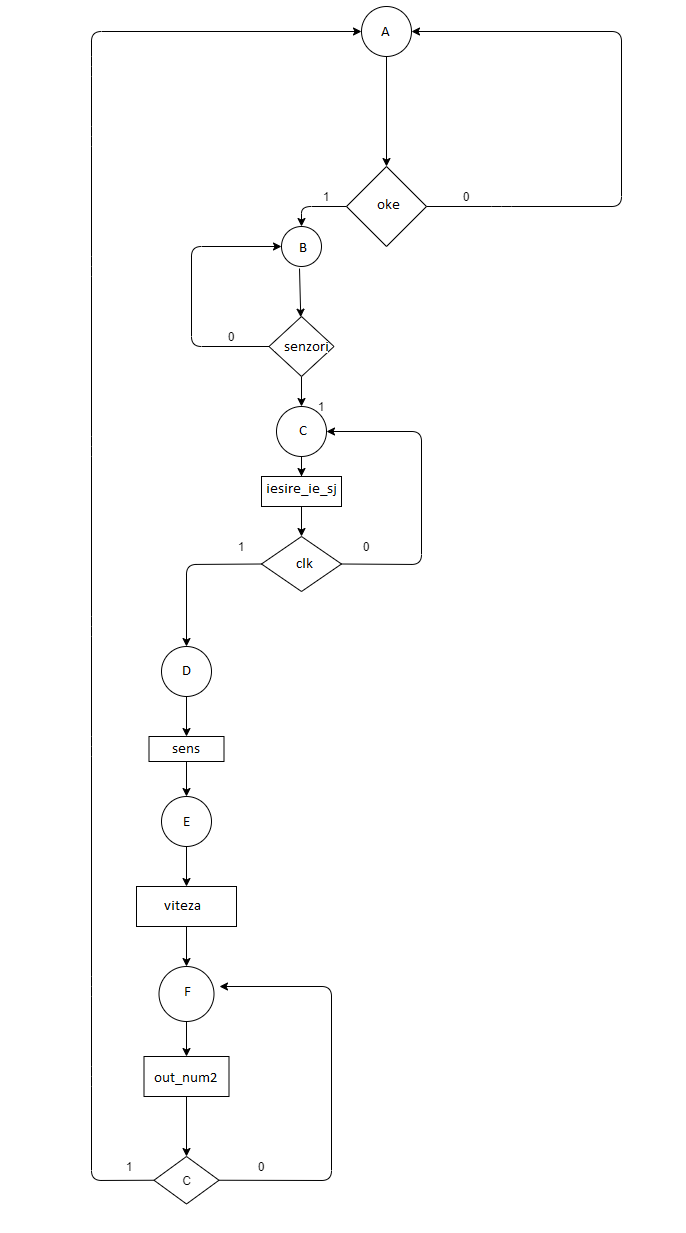 A
oke
1
0
B
senzori
0
1
C
iesire_ie_sj
clk
1
0
D
sens
E
viteza
F
out_num2
C
1
0